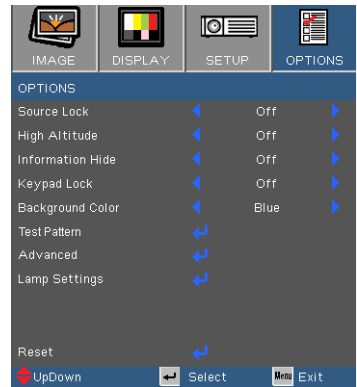 IMAGE DISPLAY SETUP OPTIONS
OPTIONS
Source Lock Off
High Altitude Off
Information Hide Off
Keypad Lock Off
Background Color Blue
Test Pattern
Advanced
Lamp Settings
Reset
UpDown Select Menu Exit